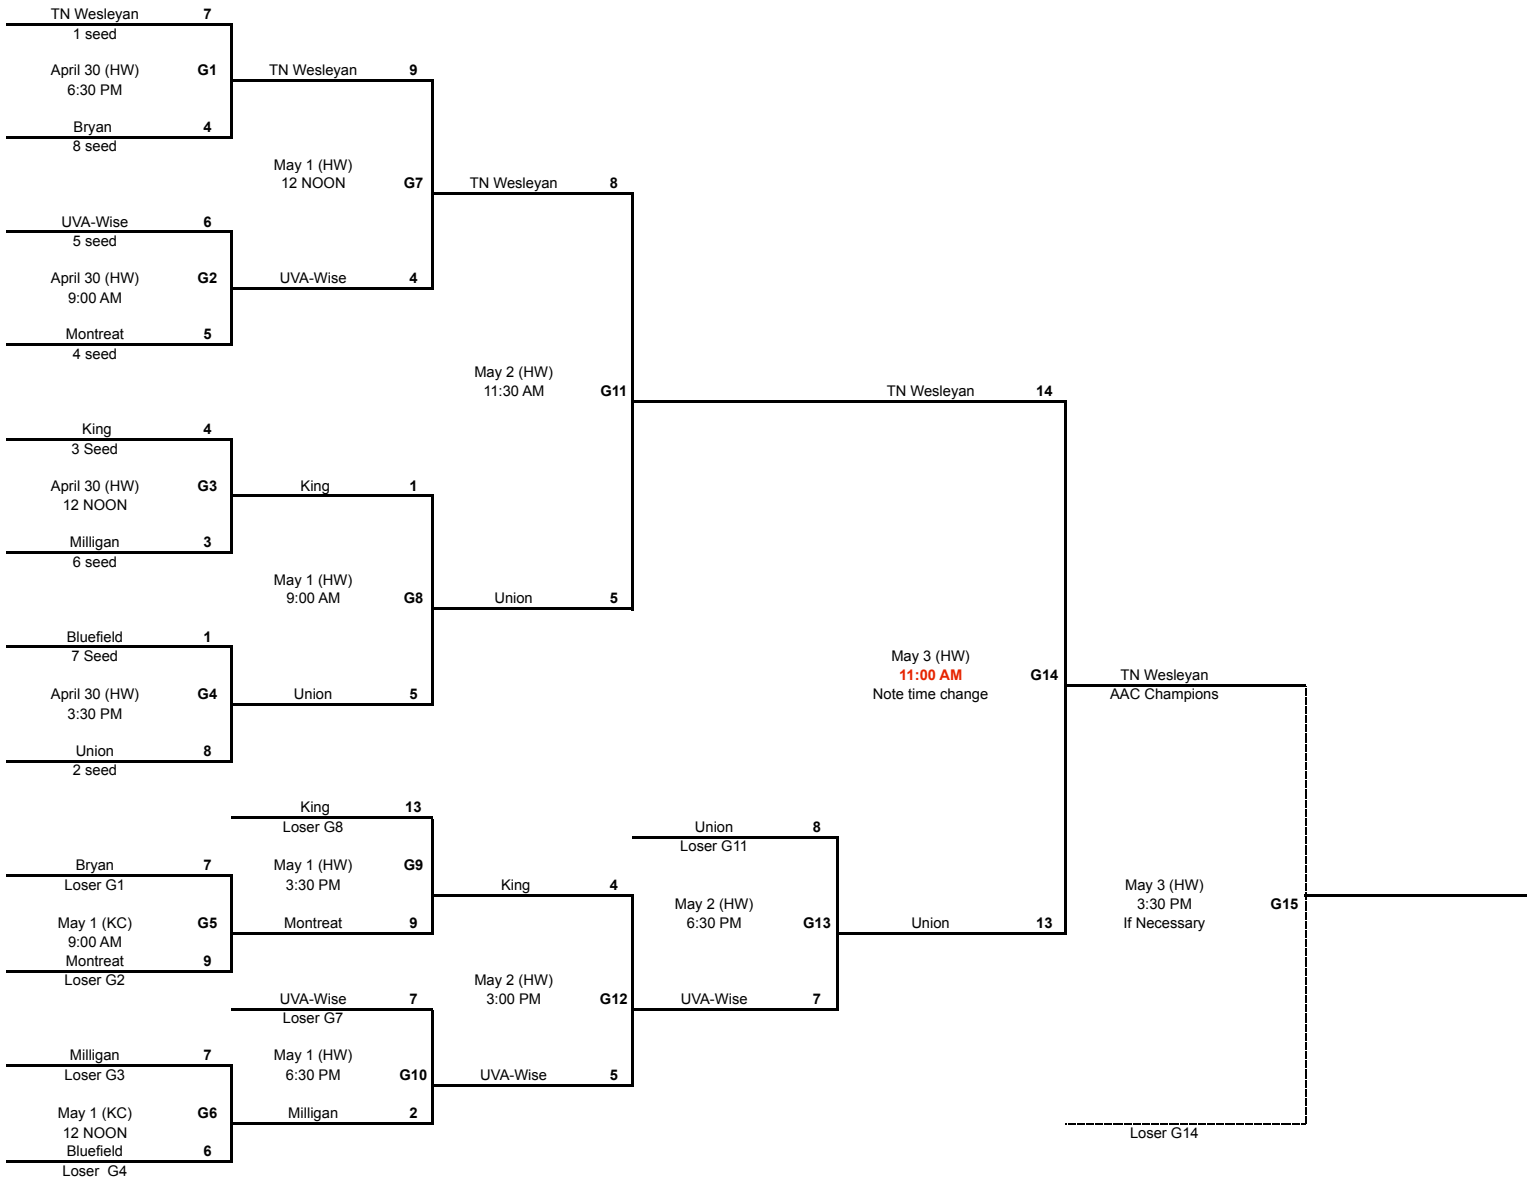 TN Wesleyan 7
1 seed
April 30 (HW) G1
6:30 PM
Bryan 4
8 seed
TN Wesleyan 9
May 1 (HW)
12 NOON G7
UVA-Wise 6
5 seed
April 30 (HW) G2
9:00 AM
Montreat 5
4 seed
UVA-Wise 4
TN Wesleyan 8
May 2 (HW)
11:30 AM G11
King 4
3 Seed
April 30 (HW) G3
12 NOON
Milligan 3
6 seed
King 1
May 1 (HW)
9:00 AM G8
Union 5
Bluefield 1
7 Seed
April 30 (HW) G4
3:30 PM
Union 8
2 seed
Union 5
TN Wesleyan 14
May 3 (HW)
11:00 AM G14
Note time change
TN Wesleyan
AAC Champions
King 13
Loser G8
May 1 (HW) G9
3:30 PM
Bryan 7
Loser G1
May 1 (KC) G5
9:00 AM
Montreat 9
Loser G2
Montreat 9
King 4
May 2 (HW)
3:00 PM G12
UVA-Wise 7
Loser G7
May 1 (HW)
6:30 PM G10
Milligan 7
Loser G3
May 1 (KC) G6
12 NOON
Bluefield 6
Loser G4
Milligan 2
UVA-Wise 5
Union 8
Loser G11
May 2 (HW)
6:30 PM G13
UVA-Wise 7
Union 13
May 3 (HW)
3:30 PM G15
If Necessary
Loser G14